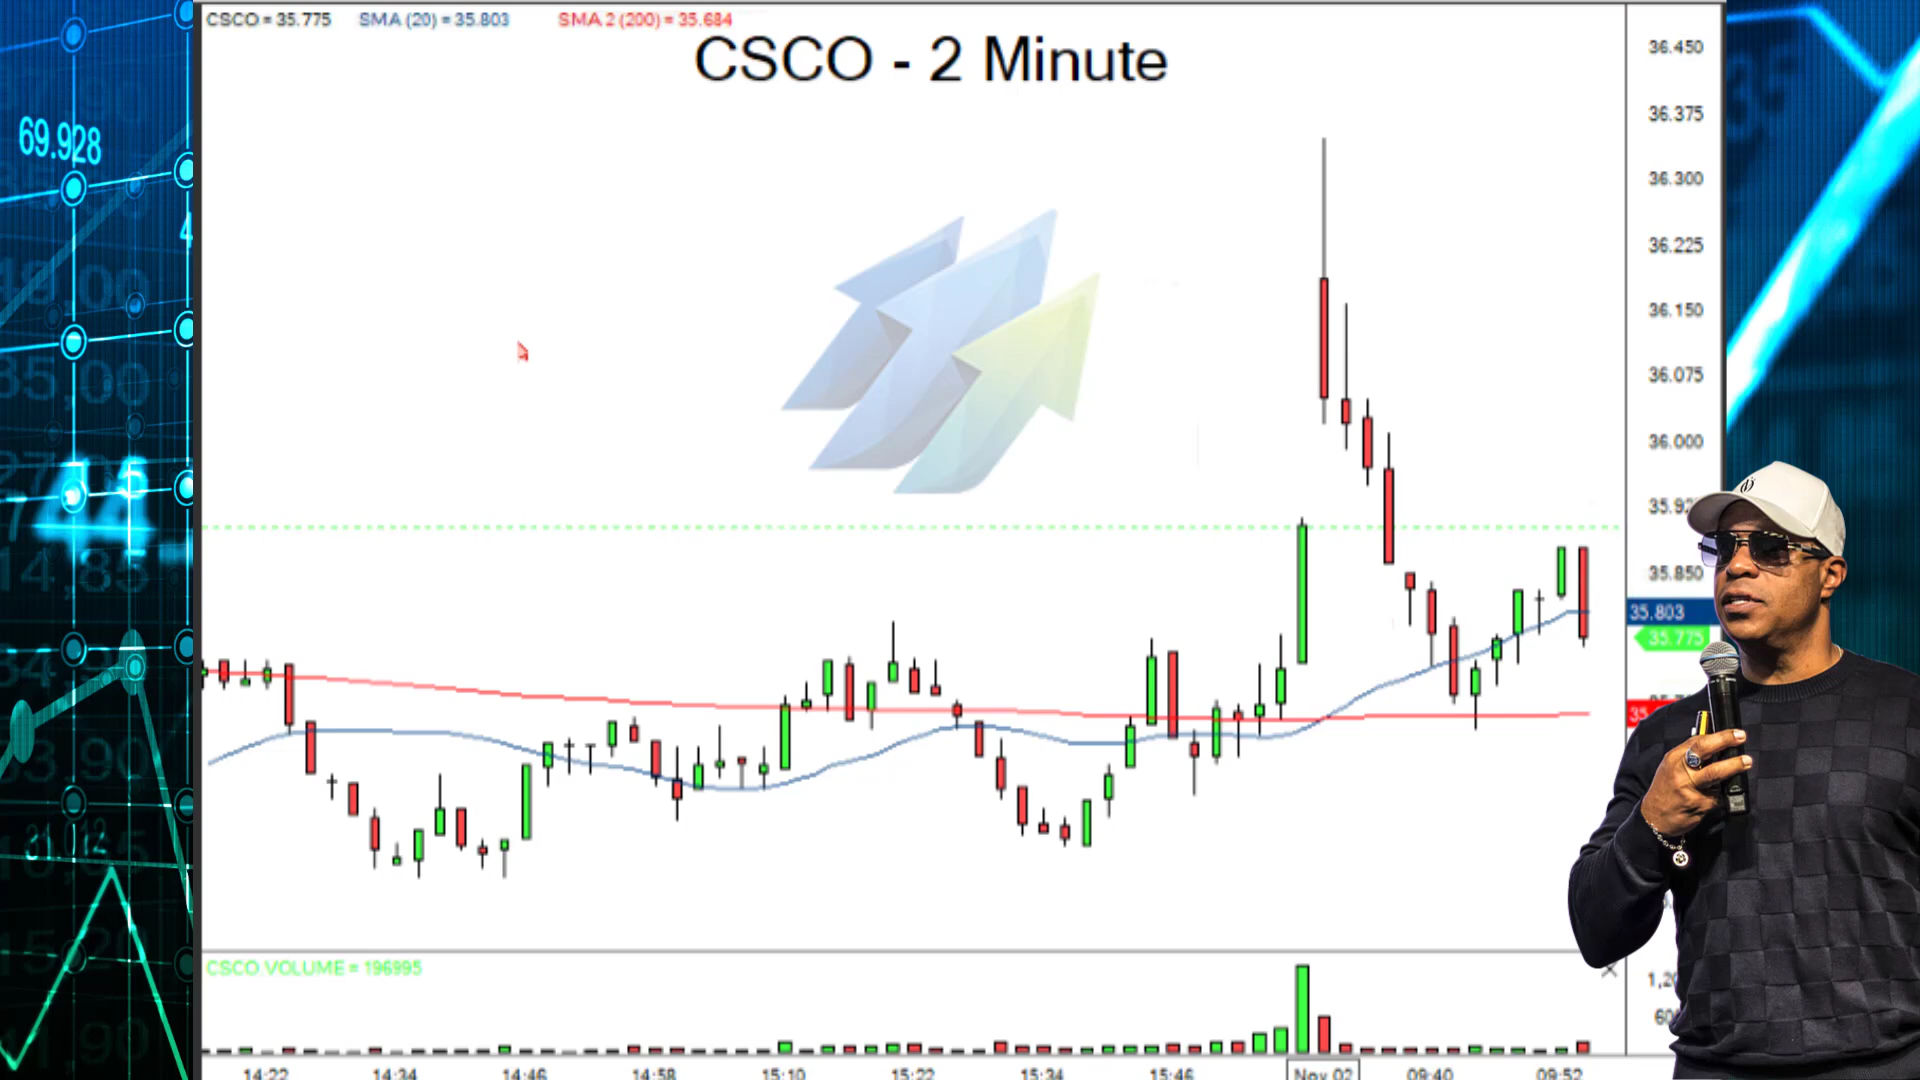 CSCO = 35.775 SMA (20) = 35.803 SMA 2 (200) = 35.684
CSCO - 2 Minute
36.450
36.375
36.300
36.225
36.150
36.075
36.000
35.850
35.803
35.775
CSCO VOLUME = 196995
14:22 14:34 14:46 14:58 15:10 15:22 15:34 15:46 Nov 02 09:40 09:52
69.928